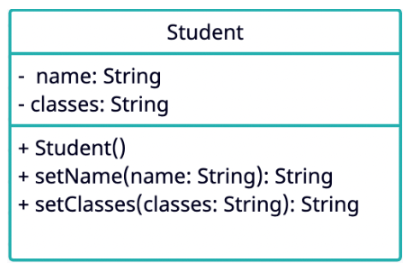 Student
- name: String
- classes: String
+ Student()
+ setName(name: String): String
+ setClasses(classes: String): String